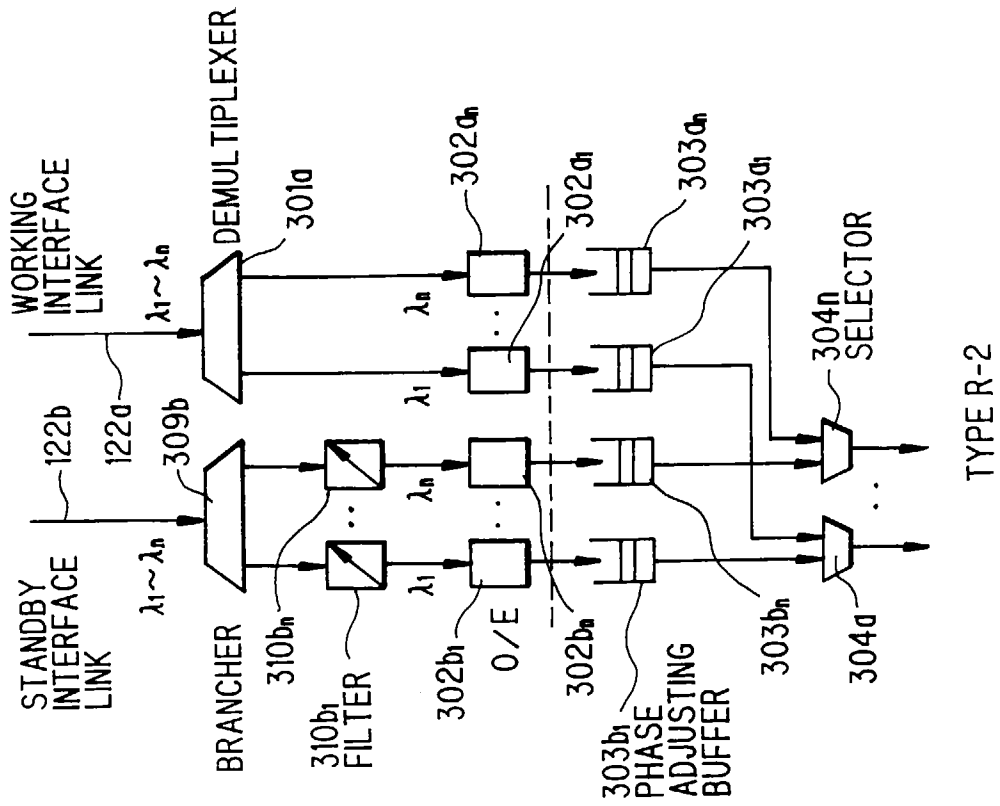 STANDBY
INTERFACE
LINK
WORKING
INTERFACE
LINK
122b
122a
λ1~λn
λ1~λn
309b
DEMULTIPLEXER
301a
BRANCHER
310bn
310b1
FILTER
λ1
λn
λ1
λn
302an
302a1
302b1
O/E
302bn
303an
303a1
303b1
PHASE
ADJUSTING
BUFFER
303bn
304a
304n
SELECTOR
TYPE R-2